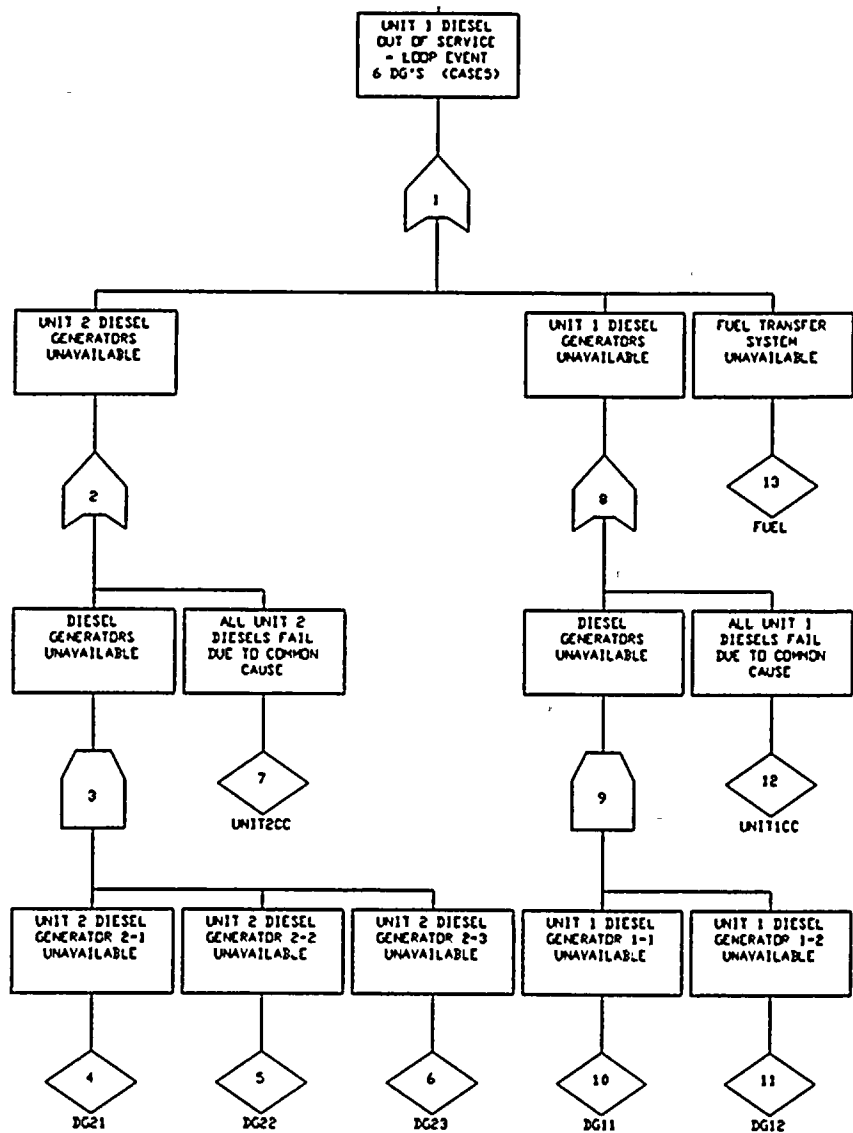 UNIT 1 DIESEL
OUT OF SERVICE
- LOOP EVENT
6 DG'S (CASE5)
1
UNIT 2 DIESEL
GENERATORS
UNAVAILABLE
UNIT 1 DIESEL
GENERATORS
UNAVAILABLE
FUEL TRANSFER
SYSTEM
UNAVAILABLE
2
8
13
FUEL
DIESEL
GENERATORS
UNAVAILABLE
ALL UNIT 2
DIESELS FAIL
DUE TO COMMON
CAUSE
DIESEL
GENERATORS
UNAVAILABLE
ALL UNIT 1
DIESELS FAIL
DUE TO COMMON
CAUSE
3
7
UNIT2CC
9
12
UNIT1CC
UNIT 2 DIESEL
GENERATOR 2-1
UNAVAILABLE
UNIT 2 DIESEL
GENERATOR 2-2
UNAVAILABLE
UNIT 2 DIESEL
GENERATOR 2-3
UNAVAILABLE
UNIT 1 DIESEL
GENERATOR 1-1
UNAVAILABLE
UNIT 1 DIESEL
GENERATOR 1-2
UNAVAILABLE
4
DG21
5
DG22
6
DG23
10
DG11
11
DG12